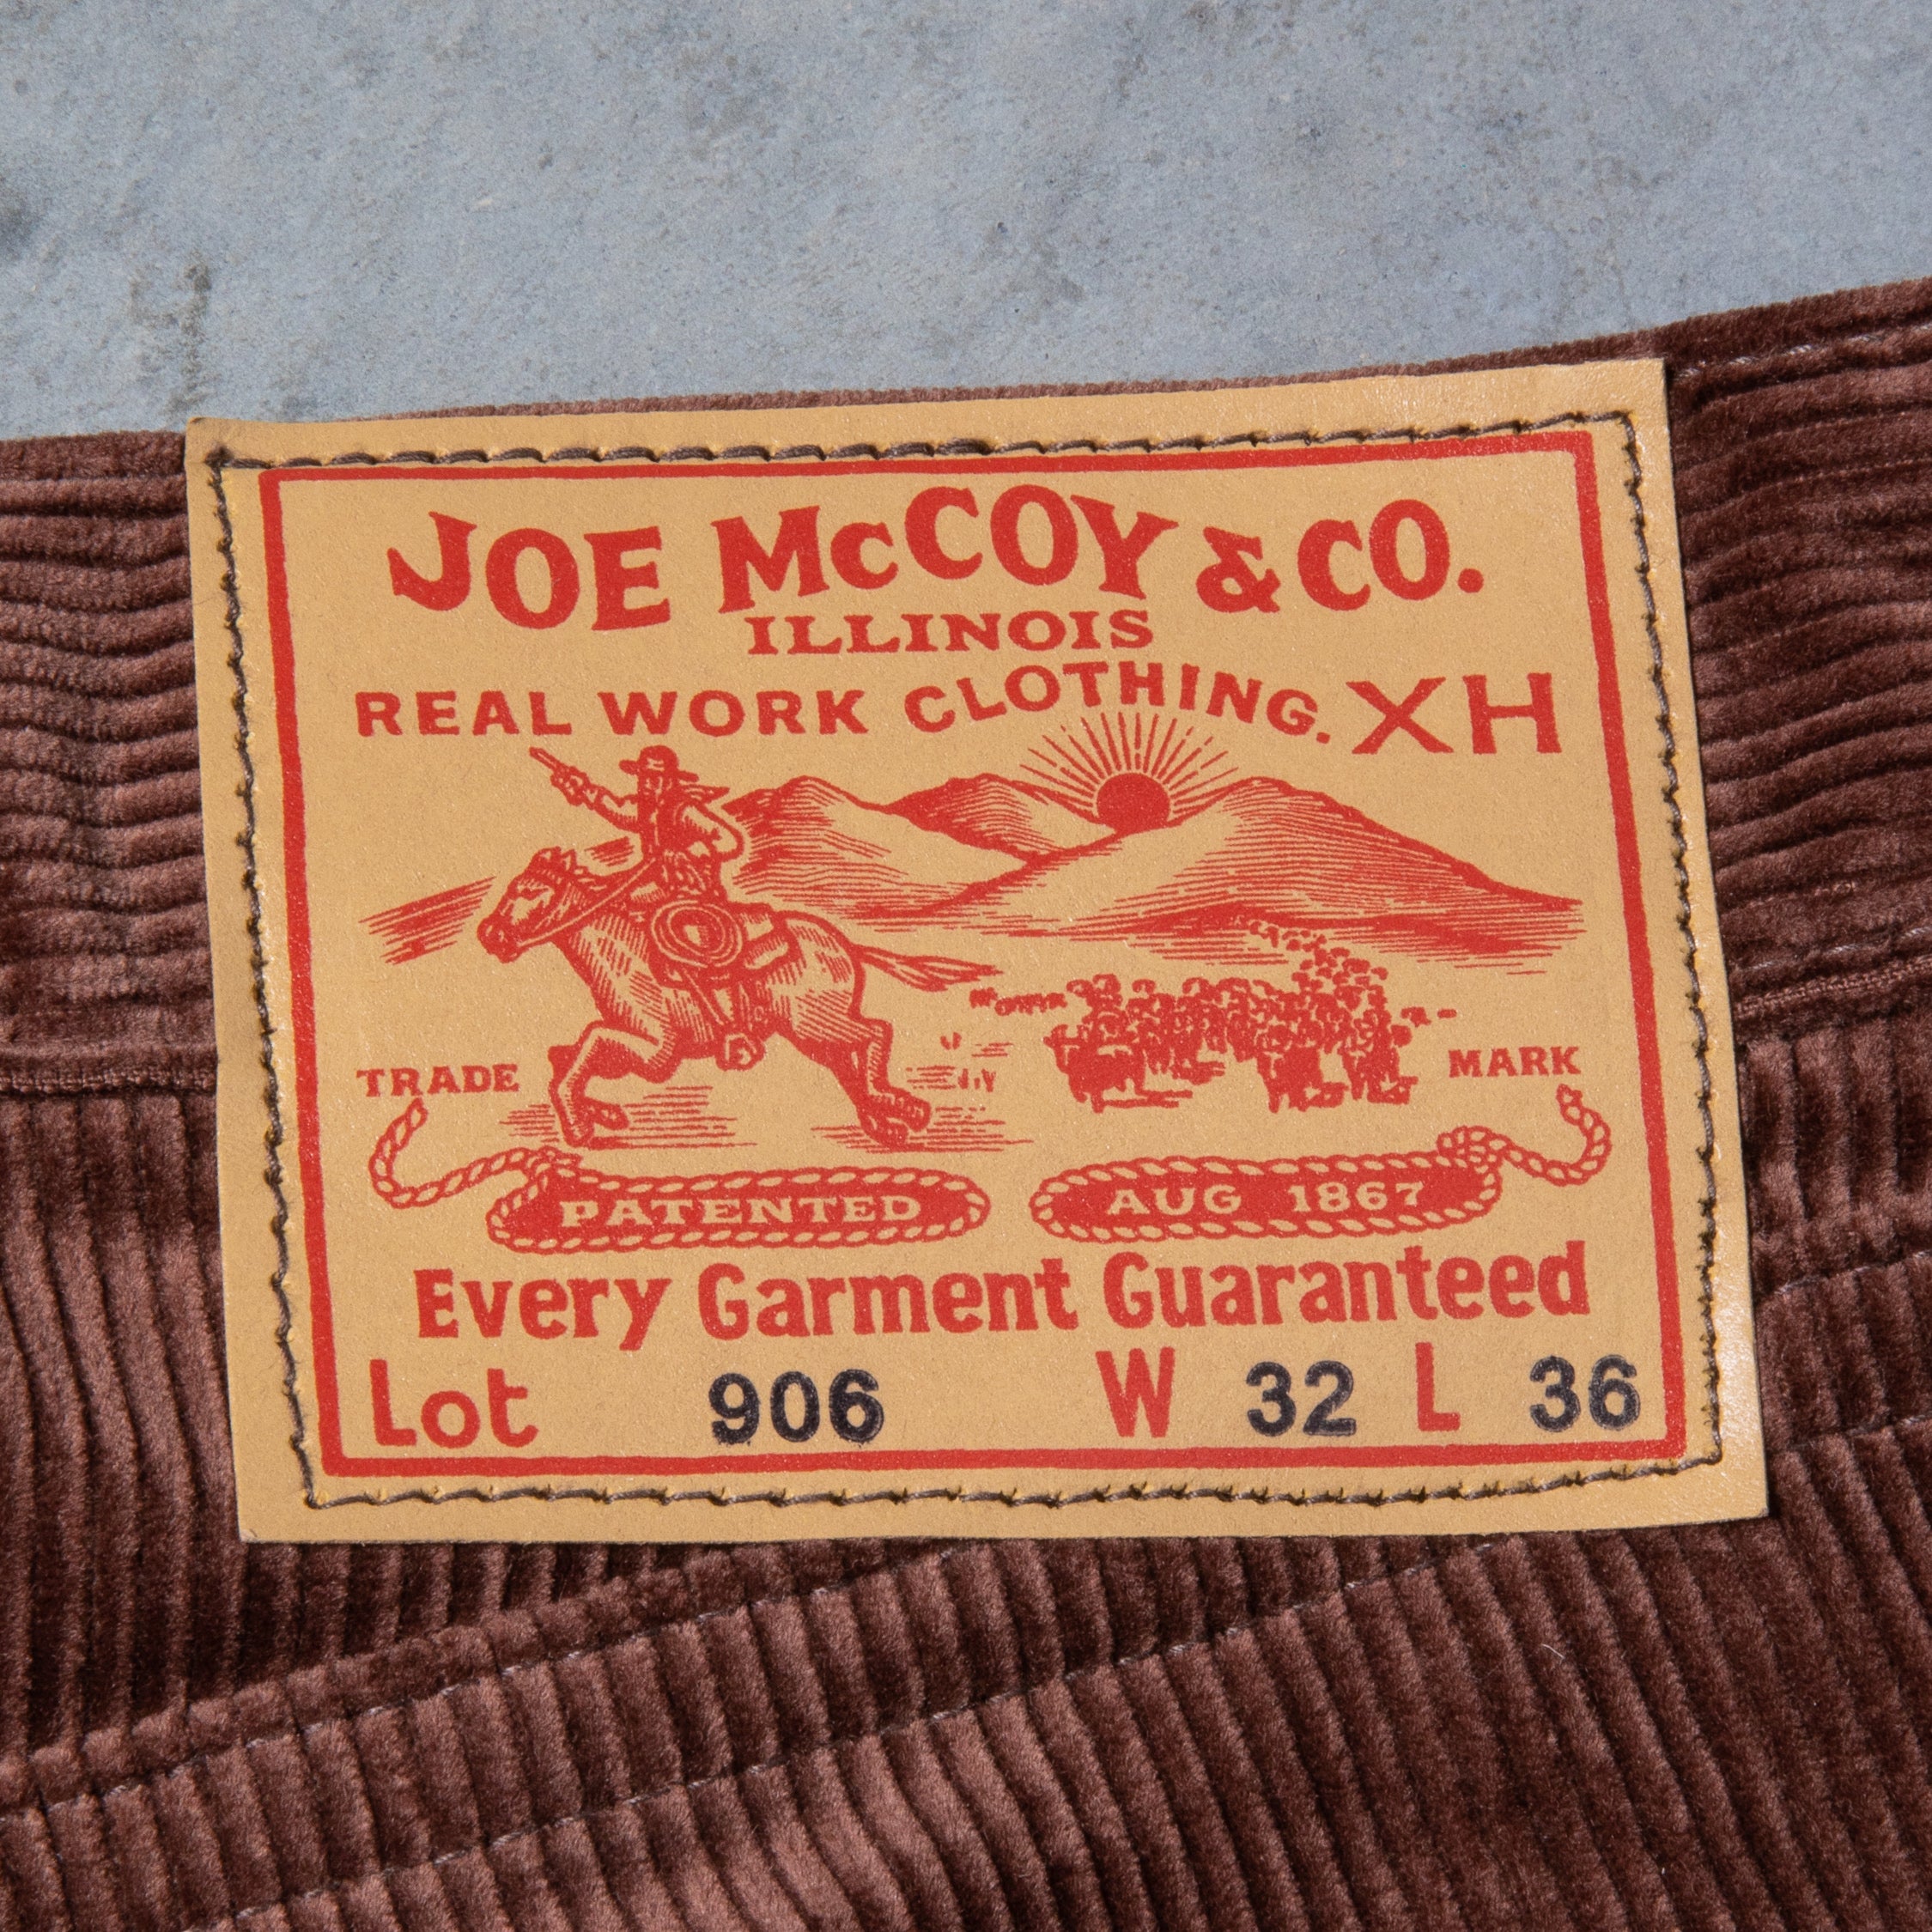 JOE McCOY & CO.
ILLINOIS
REAL WORK CLOTHING. XH
TRADE MARK
PATENTED AUG 1867
Every Garment Guaranteed
Lot 906 W 32 L 36